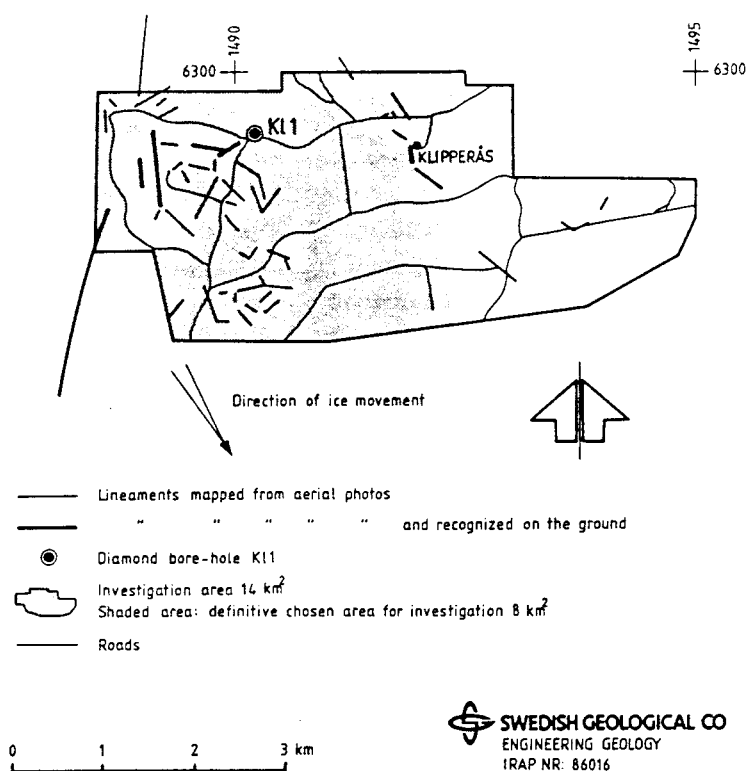 1490
1495
6300
6300
Kl1
KLIPPERÅS
Direction of ice movement
Lineaments mapped from aerial photos
" " " " " and recognized on the ground
Diamond bore-hole Kl1
Investigation area 14 km²
Shaded area: definitive chosen area for investigation 8 km²
Roads
0 1 2 3 km
SWEDISH GEOLOGICAL CO
ENGINEERING GEOLOGY
IRAP NR: 86016